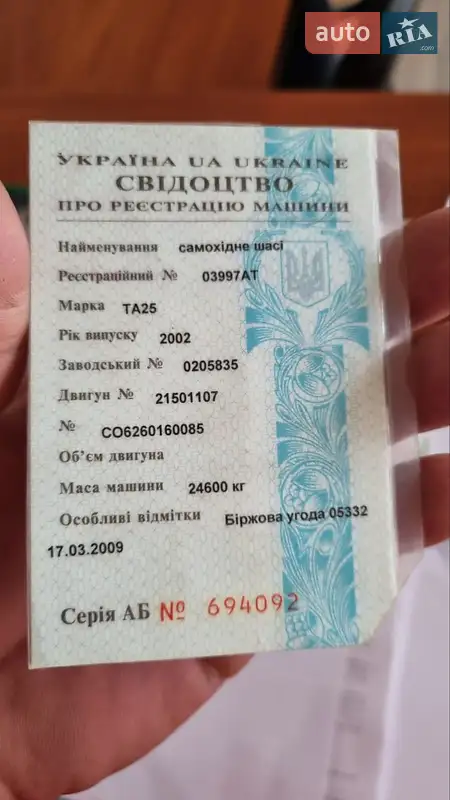 auto RIA .com
УКРАЇНА UA UKRAINE
СВІДОЦТВО
ПРО РЕЄСТРАЦІЮ МАШИНИ
Найменування самохідне шасі
Реєстраційний № 03997АТ
Марка ТА25
Рік випуску 2002
Заводський № 0205835
Двигун № 21501107
№ СО6260160085
Об’єм двигуна
Маса машини 24600 кг
Особливі відмітки Біржова угода 05332
17.03.2009
Серія АБ № 694092